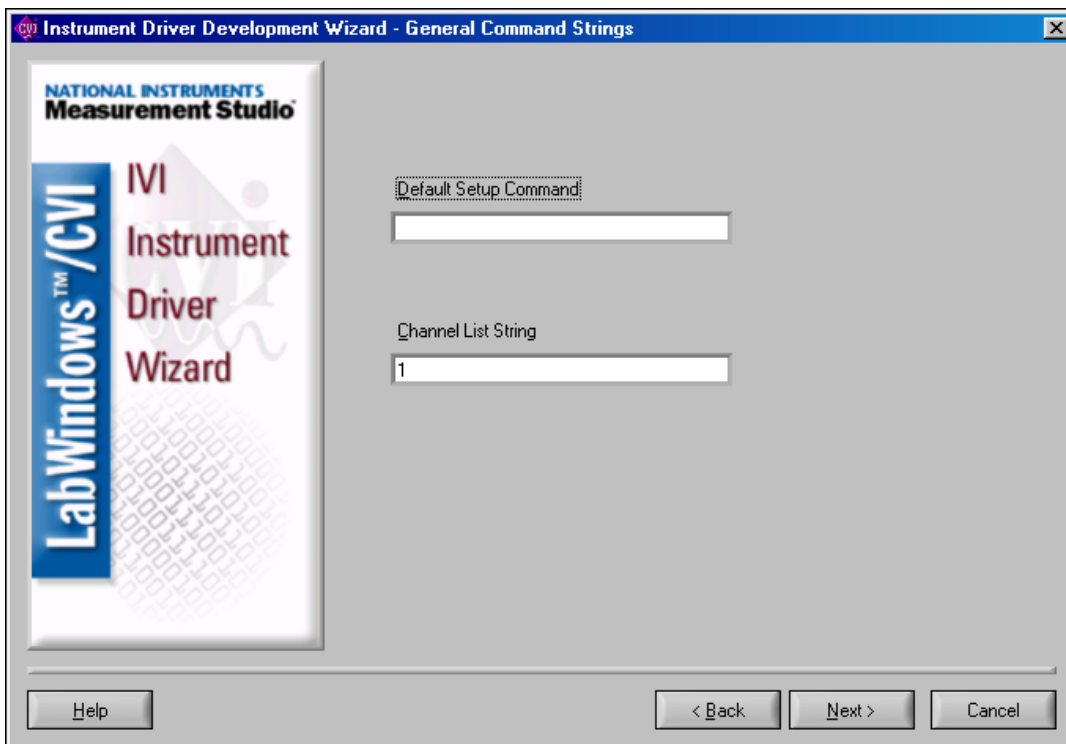 Instrument Driver Development Wizard - General Command Strings
NATIONAL INSTRUMENTS
Measurement Studio
LabWindows™/CVI
IVI
Instrument
Driver
Wizard
Default Setup Command
Channel List String
1
Help
< Back
Next >
Cancel